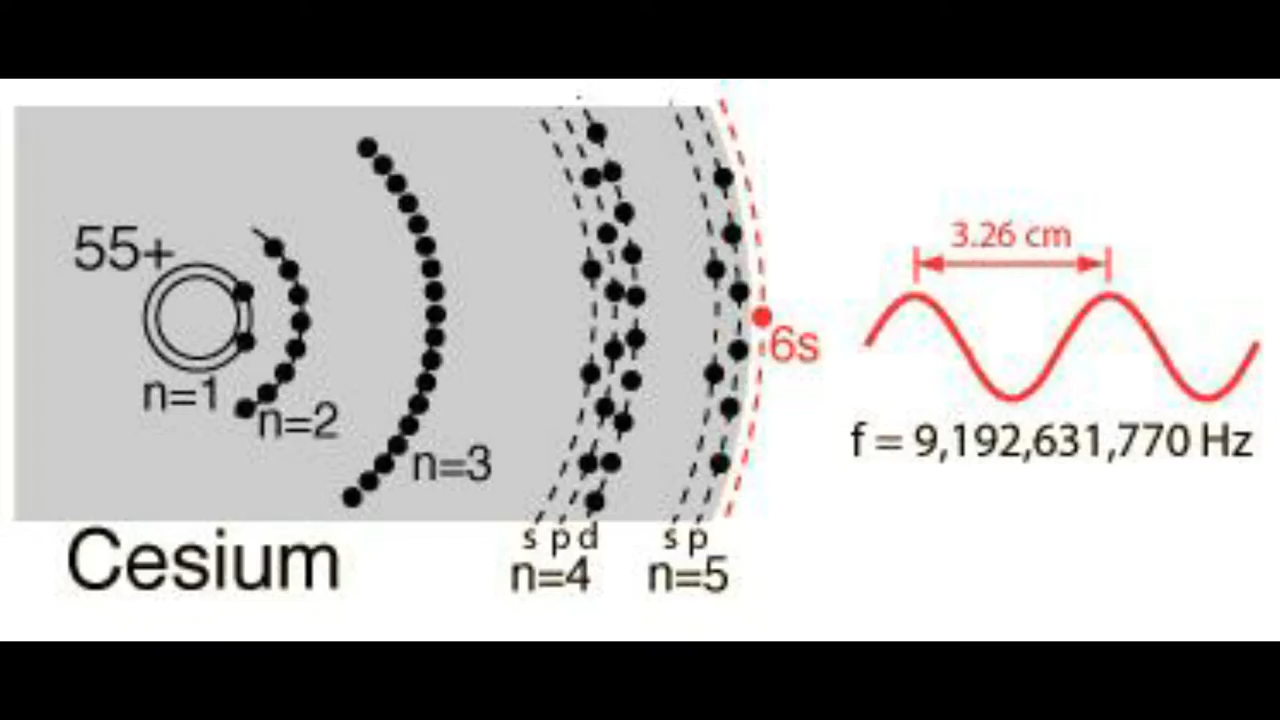 55+
n=1
n=2
n=3
s p d
n=4
s p
n=5
6s
Cesium
3.26 cm
f = 9,192,631,770 Hz